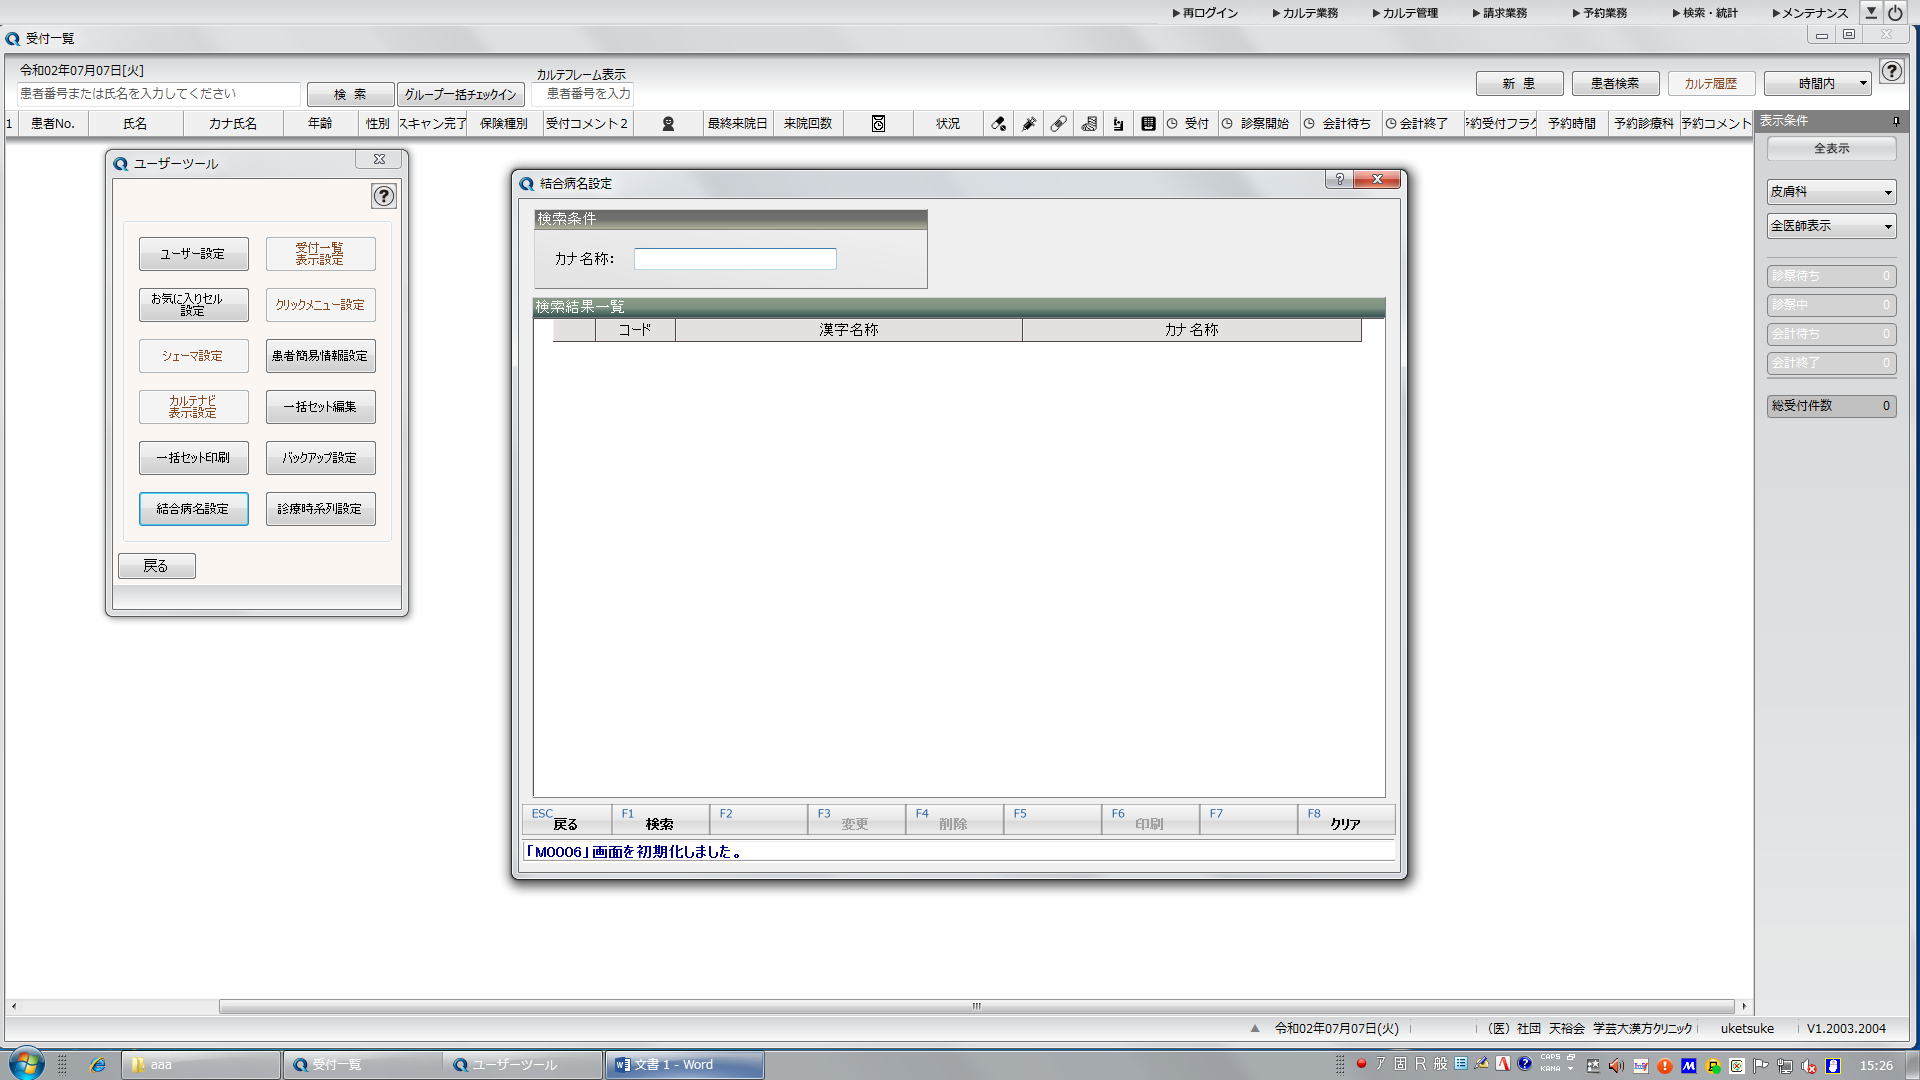 ▶再ログイン ▶カルテ業務 ▶カルテ管理 ▶請求業務 ▶予約業務 ▶検索・統計 ▶メンテナンス
受付一覧
令和02年07月07日[火]
患者番号または氏名を入力してください
検 索
グループ一括チェックイン
カルテフレーム表示
患者番号を入力
新 患
患者検索
カルテ履歴
時間内
1 患者No. 氏名 カナ氏名 年齢 性別 スキャン完了 保険種別 受付コメント2 最終来院日 来院回数 状況 受付 診察開始 会計待ち 会計終了 予約受付フラグ 予約時間 予約診療科 予約コメント
表示条件
全表示
皮膚科
全医師表示
診察待ち 0
診察中 0
会計待ち 0
会計終了 0
総受付件数 0
ユーザーツール
ユーザー設定
受付一覧
表示設定
お気に入りセル
設定
クリックメニュー設定
シェーマ設定
患者簡易情報設定
カルテナビ
表示設定
一括セット編集
一括セット印刷
バックアップ設定
結合病名設定
診療時系列設定
戻る
結合病名設定
検索条件
カナ名称:
検索結果一覧
コード 漢字名称 カナ名称
ESC 戻る
F1 検索
F2
F3 変更
F4 削除
F5
F6 印刷
F7
F8 クリア
「M0006」画面を初期化しました。
令和02年07月07日(火) (医)社団 天裕会 学芸大漢方クリニック uketsuke V1.2003.2004
aaa
受付一覧
ユーザーツール
文書 1 - Word
ア 固 R 般 CAPS KANA
15:26